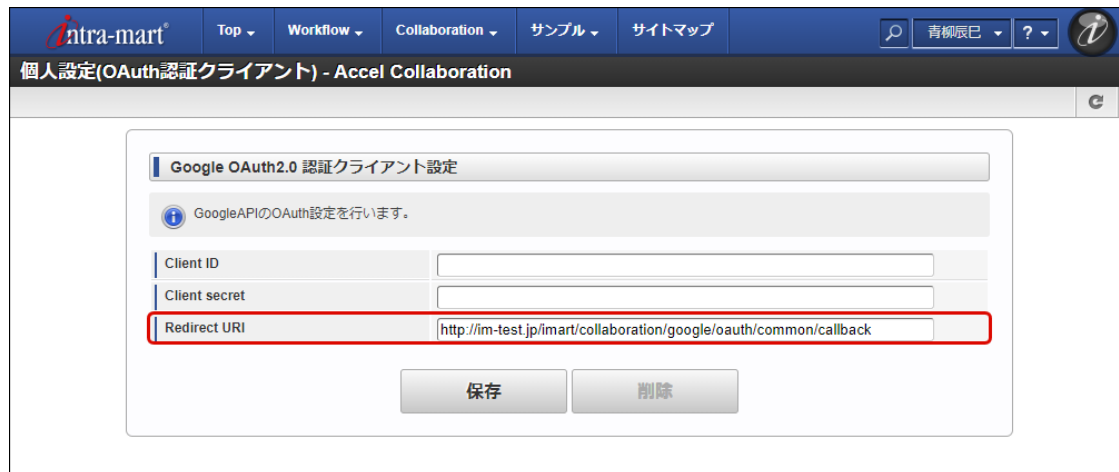 intra-mart® Top Workflow Collaboration サンプル サイトマップ 青柳辰巳 ?
個人設定(OAuth認証クライアント) - Accel Collaboration
Google OAuth2.0 認証クライアント設定
GoogleAPIのOAuth設定を行います。
Client ID
Client secret
Redirect URI http://im-test.jp/imart/collaboration/google/oauth/common/callback
保存 削除